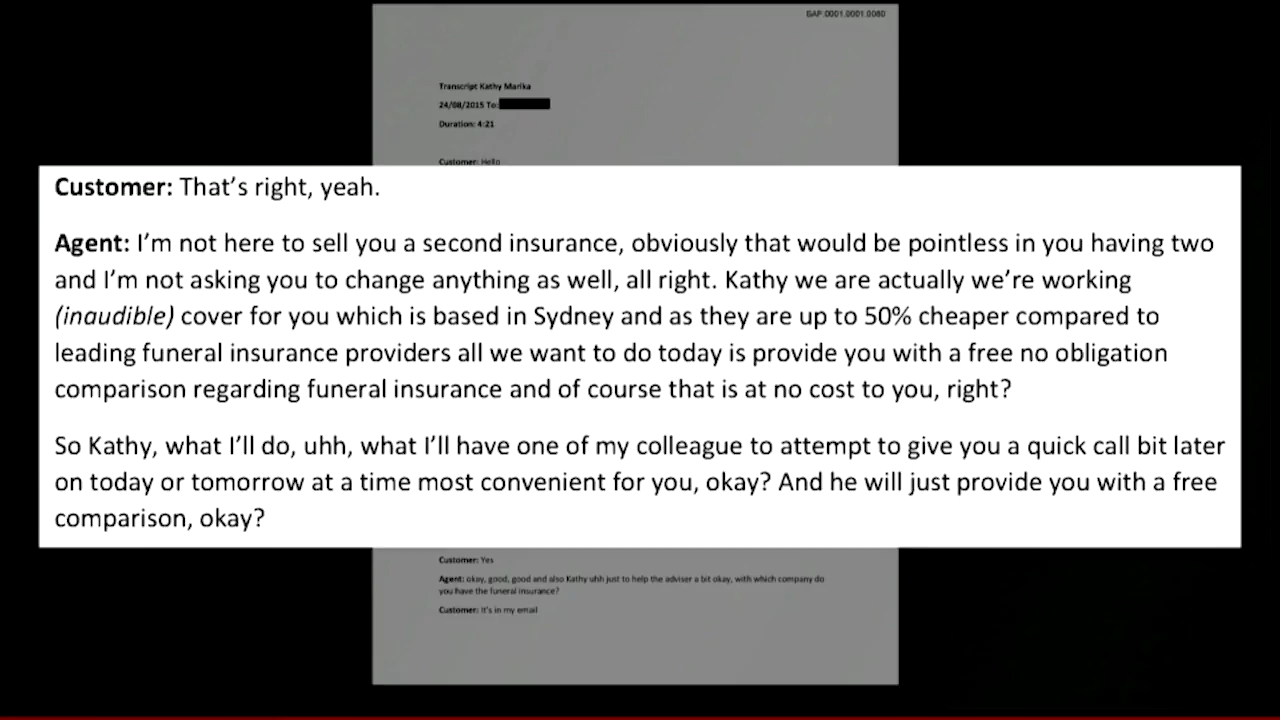 GAP.0001.0001.0060
Transcript Kathy Marika
24/08/2015 To:
Duration: 4:21
Customer: Hello
Customer: That's right, yeah.
Agent: I'm not here to sell you a second insurance, obviously that would be pointless in you having two
and I'm not asking you to change anything as well, all right. Kathy we are actually we're working
(inaudible) cover for you which is based in Sydney and as they are up to 50% cheaper compared to
leading funeral insurance providers all we want to do today is provide you with a free no obligation
comparison regarding funeral insurance and of course that is at no cost to you, right?
So Kathy, what I'll do, uhh, what I'll have one of my colleague to attempt to give you a quick call bit later
on today or tomorrow at a time most convenient for you, okay? And he will just provide you with a free
comparison, okay?
Customer: Yes
Agent: okay, good, good and also Kathy uhh just to help the adviser a bit okay, with which company do
you have the funeral insurance?
Customer: It's in my email